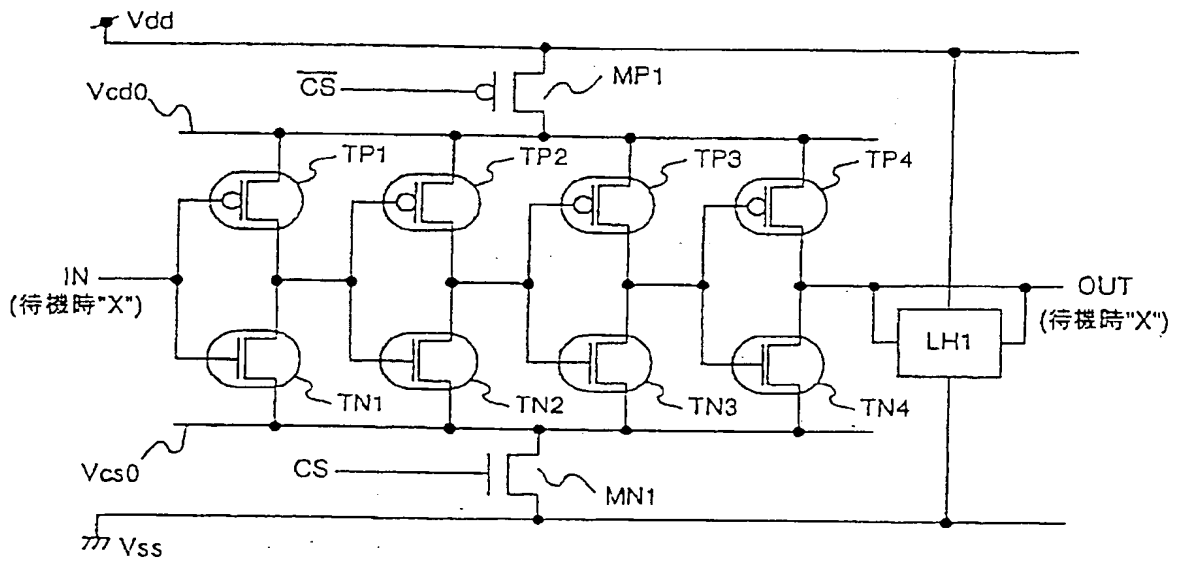 Vdd
CS
MP1
Vcd0
TP1
TP2
TP3
TP4
IN
(待機時"X")
OUT
(待機時"X")
LH1
TN1
TN2
TN3
TN4
Vcs0
CS
MN1
Vss